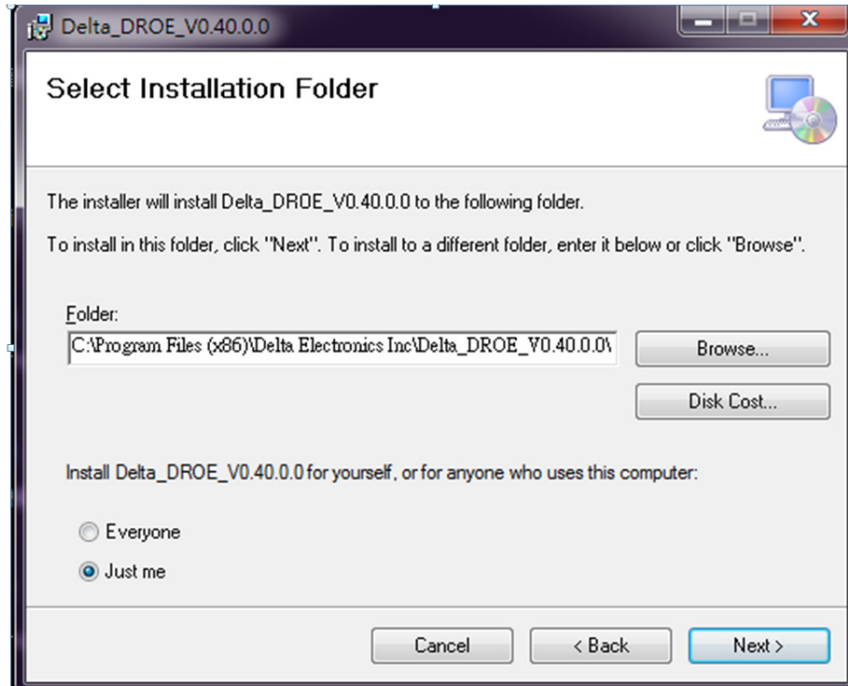 Delta_DROE_V0.40.0.0
Select Installation Folder
The installer will install Delta_DROE_V0.40.0.0 to the following folder.
To install in this folder, click "Next". To install to a different folder, enter it below or click "Browse".
Folder:
C:\Program Files (x86)\Delta Electronics Inc\Delta_DROE_V0.40.0.0\
Browse...
Disk Cost...
Install Delta_DROE_V0.40.0.0 for yourself, or for anyone who uses this computer:
Everyone
Just me
Cancel
< Back
Next >